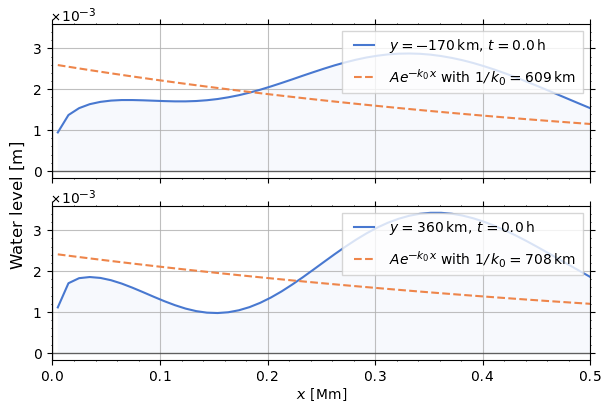 ×10⁻³
y = −170 km, t = 0.0 h
Ae^{−k₀x} with 1/k₀ = 609 km
3
2
1
0
×10⁻³
y = 360 km, t = 0.0 h
Ae^{−k₀x} with 1/k₀ = 708 km
3
2
1
0
Water level [m]
0.0 0.1 0.2 0.3 0.4 0.5
x [Mm]